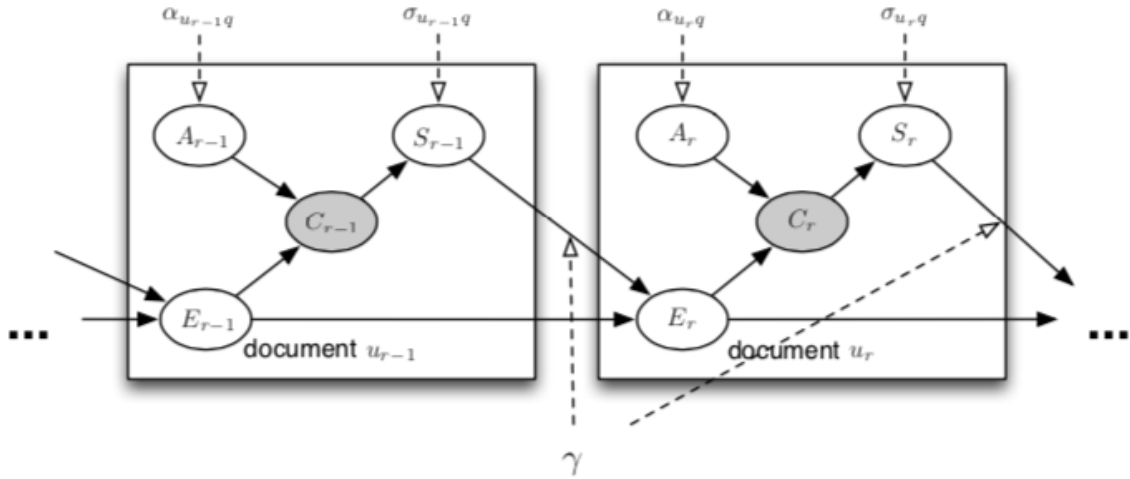 α_{u_{r−1}q} σ_{u_{r−1}q} α_{u_r q} σ_{u_r q}
A_{r−1} S_{r−1} A_r S_r
C_{r−1} C_r
E_{r−1} E_r
... document u_{r−1} document u_r ...
γ